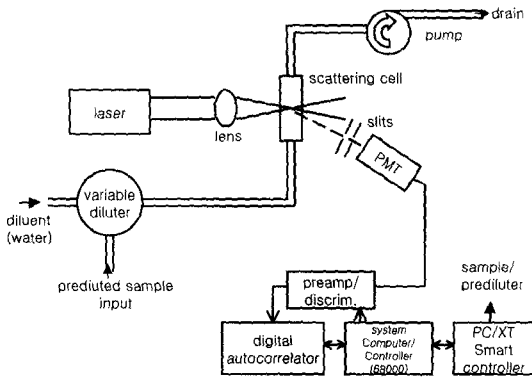 drain
pump
scattering cell
laser
lens
slits
PMT
variable
diluter
diluent
(water)
prediuted sample
input
preamp/
discrim.
sample/
prediluter
digital
autocorrelator
system
Computer/
Controller
(68000)
PC/XT
Smart
controller